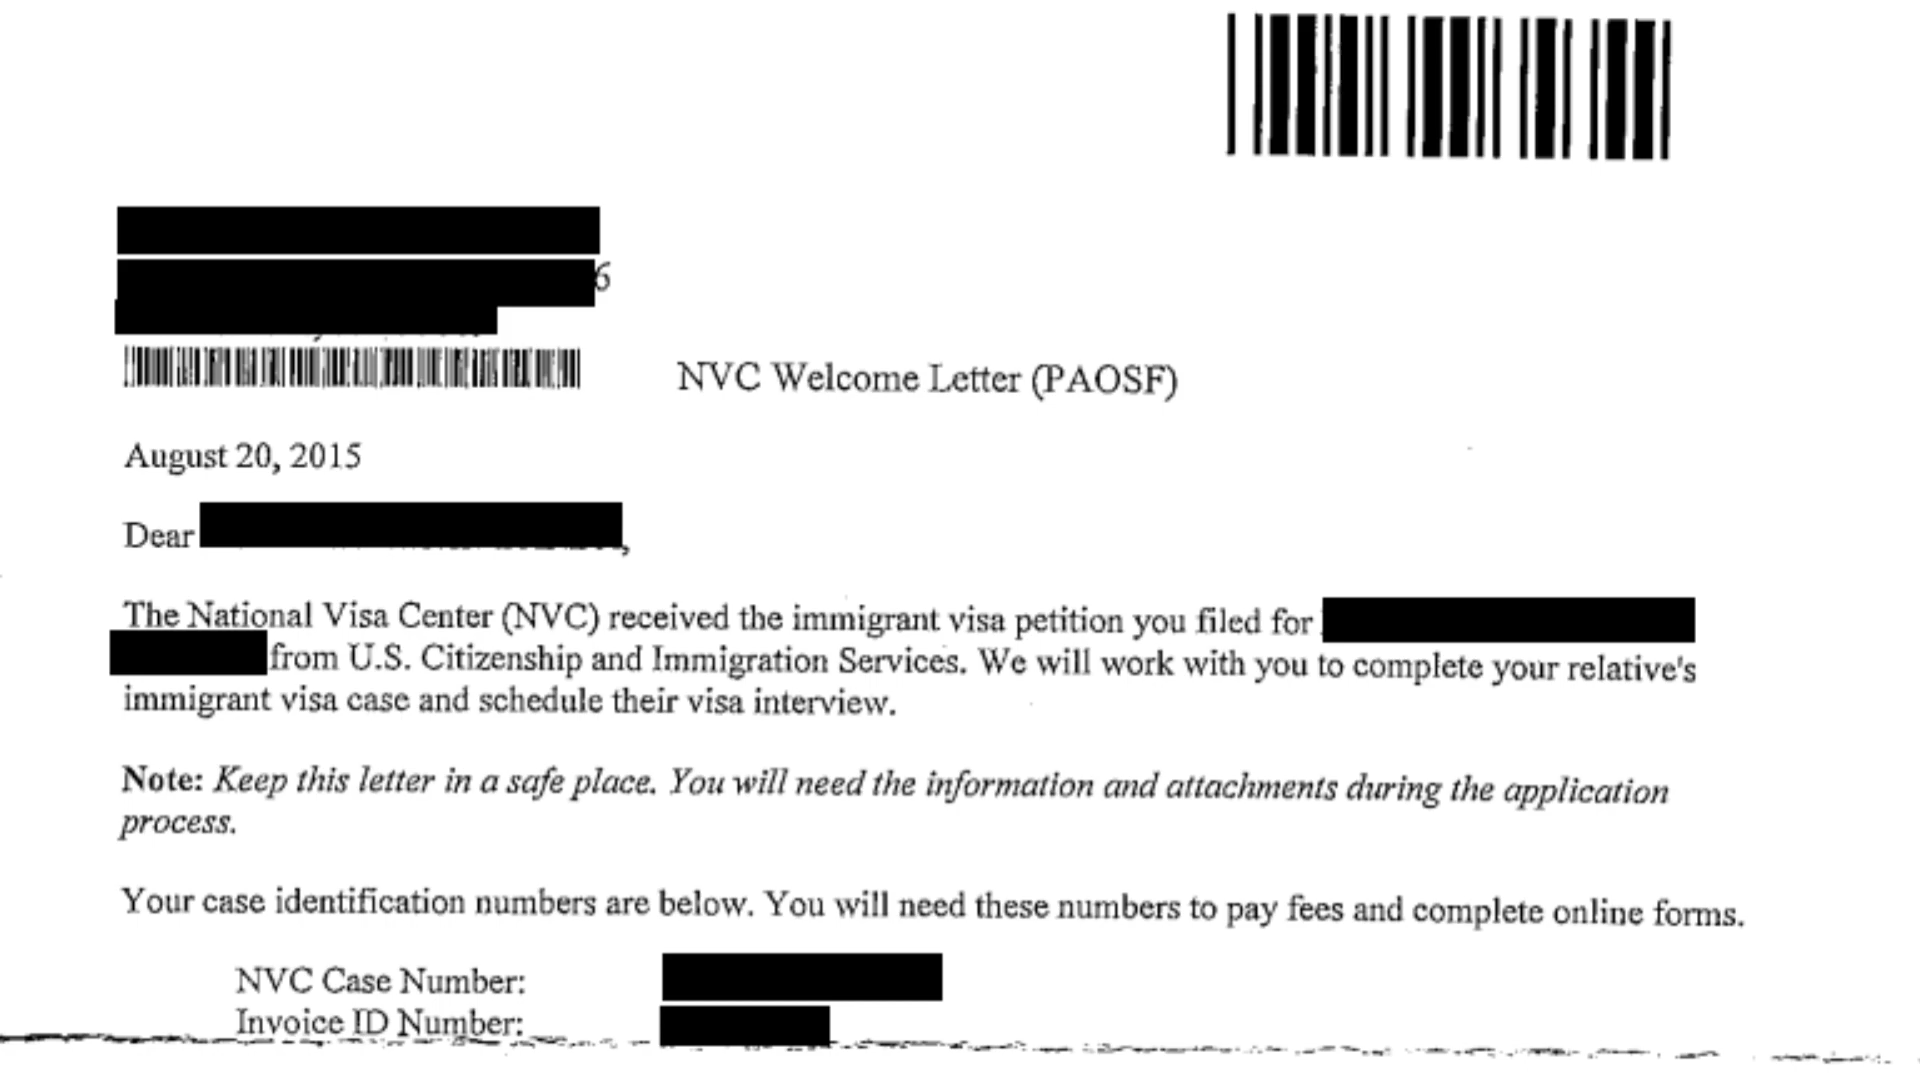 6
NVC Welcome Letter (PAOSF)
August 20, 2015
Dear ,
The National Visa Center (NVC) received the immigrant visa petition you filed for
from U.S. Citizenship and Immigration Services. We will work with you to complete your relative's
immigrant visa case and schedule their visa interview.
Note: Keep this letter in a safe place. You will need the information and attachments during the application
process.
Your case identification numbers are below. You will need these numbers to pay fees and complete online forms.
NVC Case Number:
Invoice ID Number: